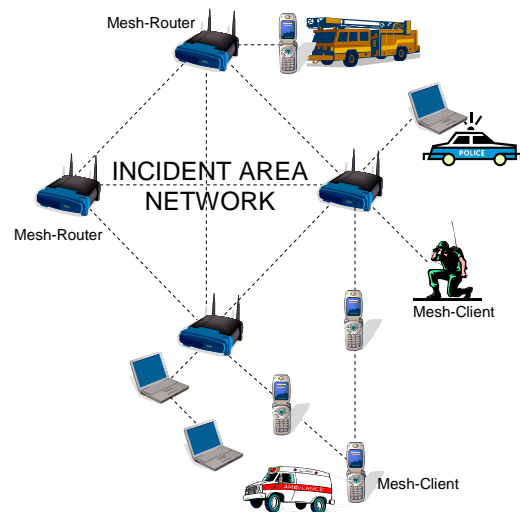 Mesh-Router
POLICE
INCIDENT AREA
NETWORK
Mesh-Router
Mesh-Client
Mesh-Client
AMBULANCE